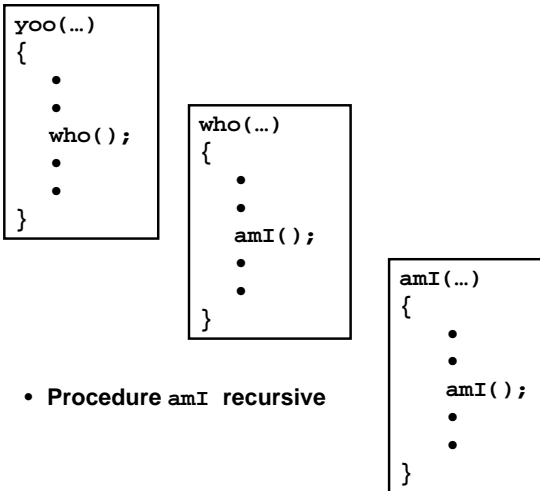 yoo(…)
{
•
•
who();
•
•
}
who(…)
{
•
•
amI();
•
•
}
amI(…)
{
•
•
amI();
•
•
}
• Procedure amI recursive